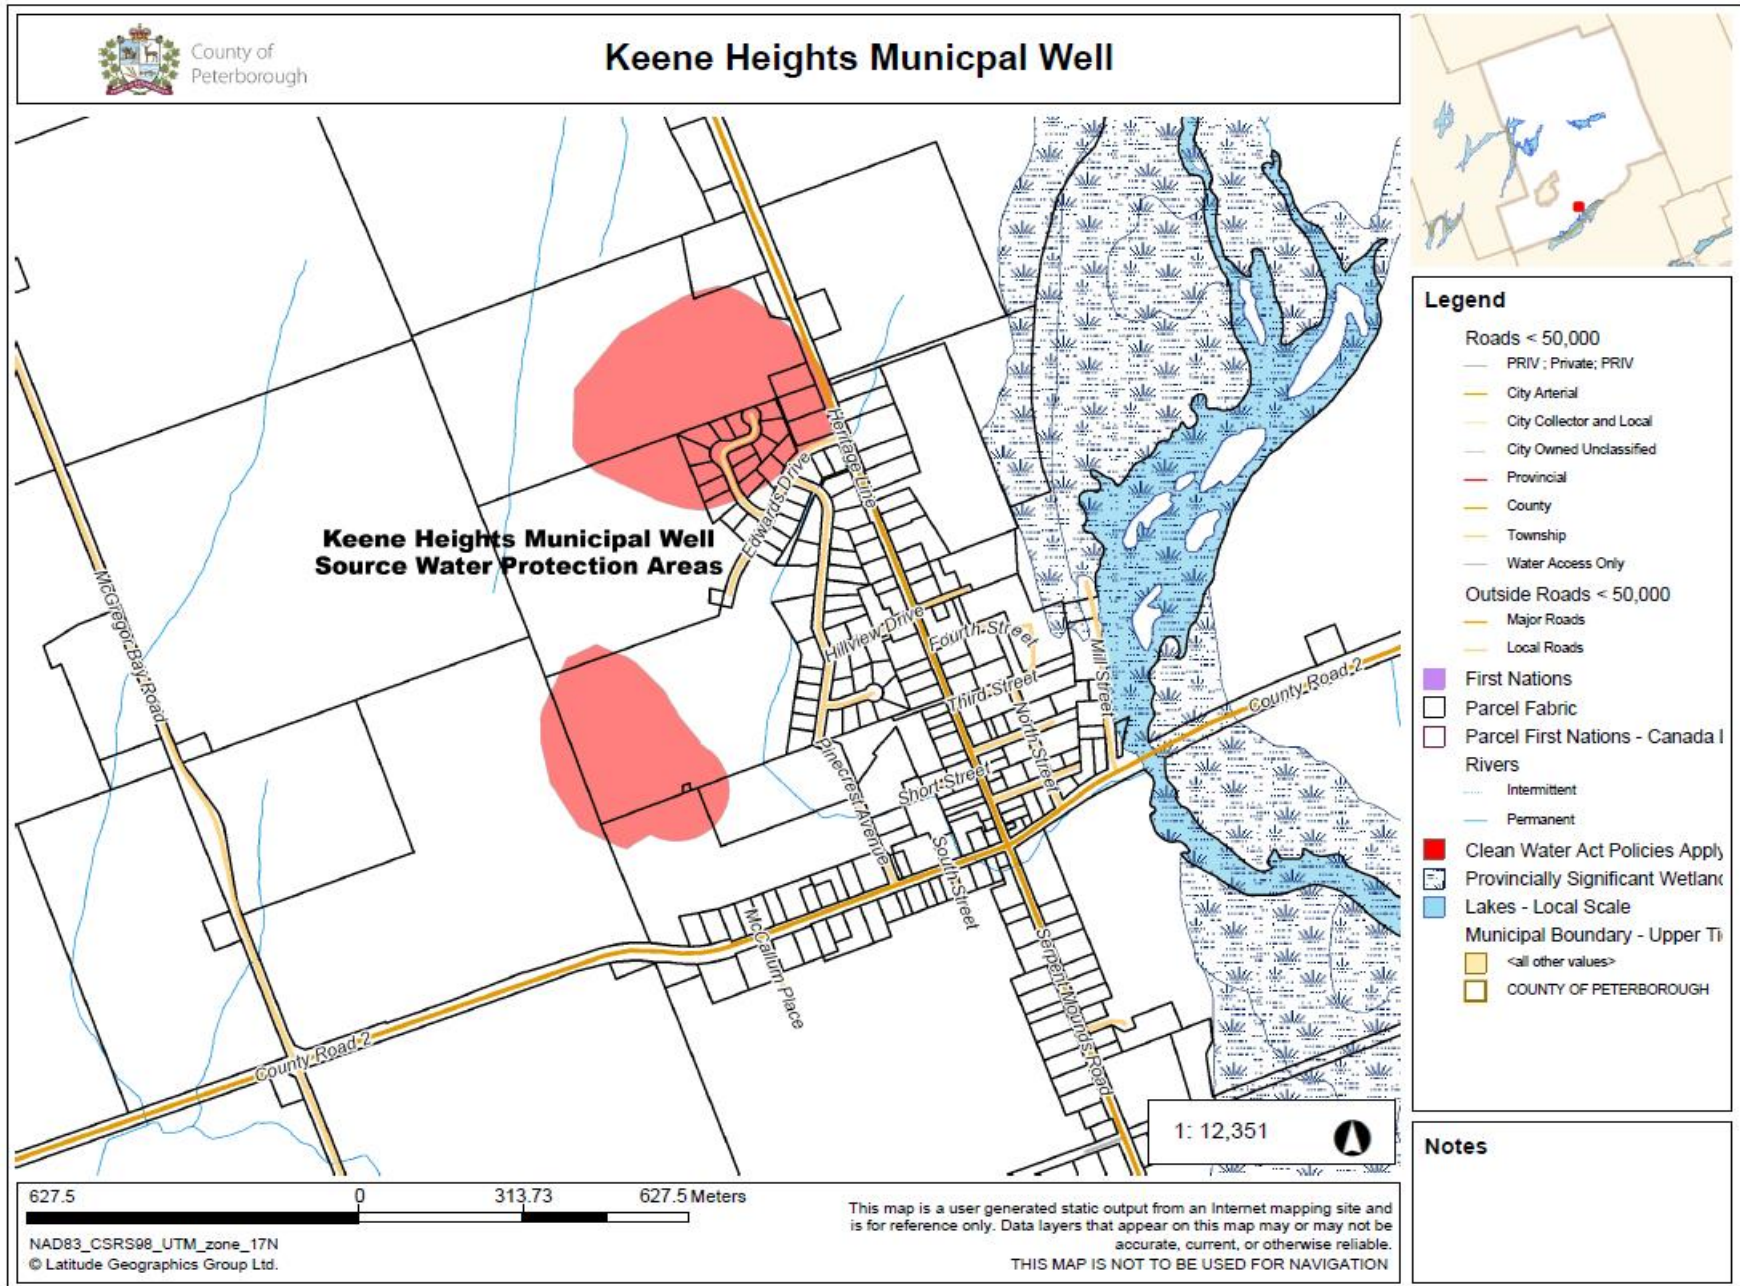 County of
Peterborough
Keene Heights Municpal Well
Heritage Line
Edwards Drive
Keene Heights Municipal Well
Source Water Protection Areas
McGregor Bay Road
Hillview Drive
Fourth Street
Mill Street
Third Street
North Street
County Road 2
Pinecrest Avenue
Short Street
South Street
McCallum Place
Serpent Mounds Road
County Road 2
1: 12,351
Legend
Roads < 50,000
PRIV ; Private; PRIV
City Arterial
City Collector and Local
City Owned Unclassified
Provincial
County
Township
Water Access Only
Outside Roads < 50,000
Major Roads
Local Roads
First Nations
Parcel Fabric
Parcel First Nations - Canada
Rivers
Intermittent
Permanent
Clean Water Act Policies Apply
Provincially Significant Wetlan
Lakes - Local Scale
Municipal Boundary - Upper Ti
<all other values>
COUNTY OF PETERBOROUGH
Notes
627.5 0 313.73 627.5 Meters
NAD83_CSRS98_UTM_zone_17N
© Latitude Geographics Group Ltd.
This map is a user generated static output from an Internet mapping site and
is for reference only. Data layers that appear on this map may or may not be
accurate, current, or otherwise reliable.
THIS MAP IS NOT TO BE USED FOR NAVIGATION